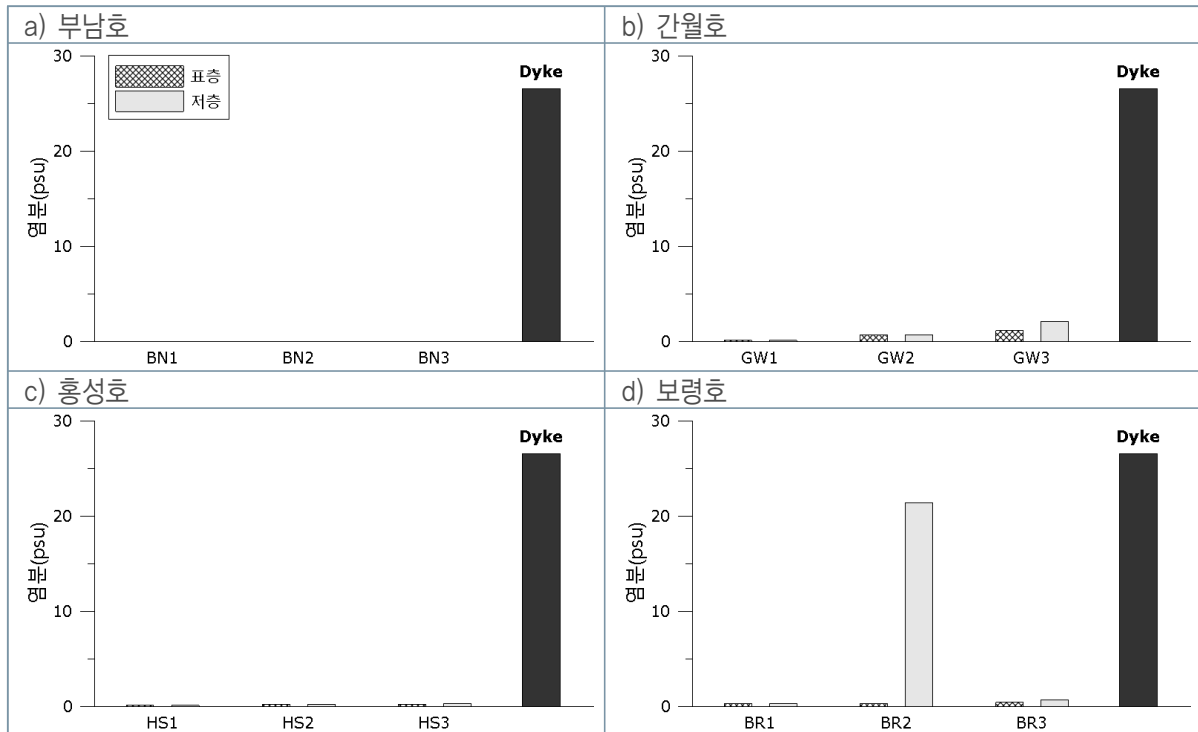 a) 부남호
30
20
10
0
염분(psu)
표층
저층
Dyke
BN1 BN2 BN3
b) 간월호
30
20
10
0
염분(psu)
Dyke
GW1 GW2 GW3
c) 홍성호
30
20
10
0
염분(psu)
Dyke
HS1 HS2 HS3
d) 보령호
30
20
10
0
염분(psu)
Dyke
BR1 BR2 BR3